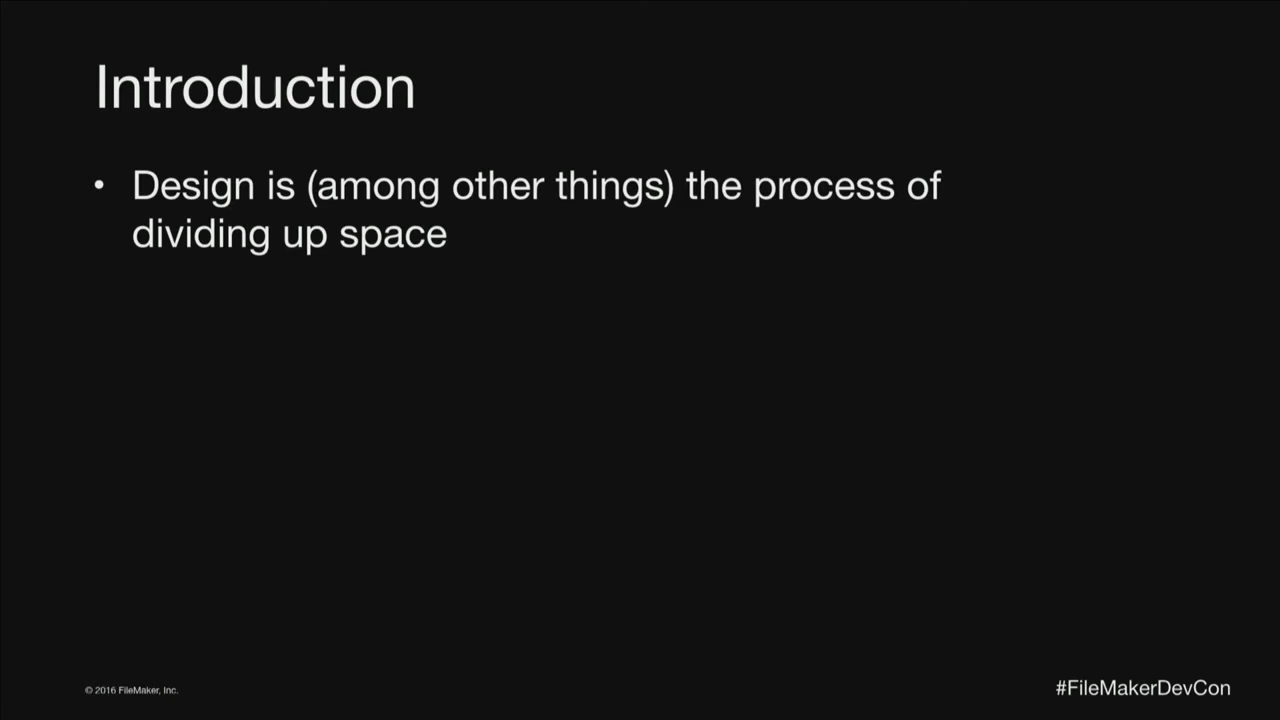 Introduction
• Design is (among other things) the process of
dividing up space
© 2016 FileMaker, Inc.
#FileMakerDevCon